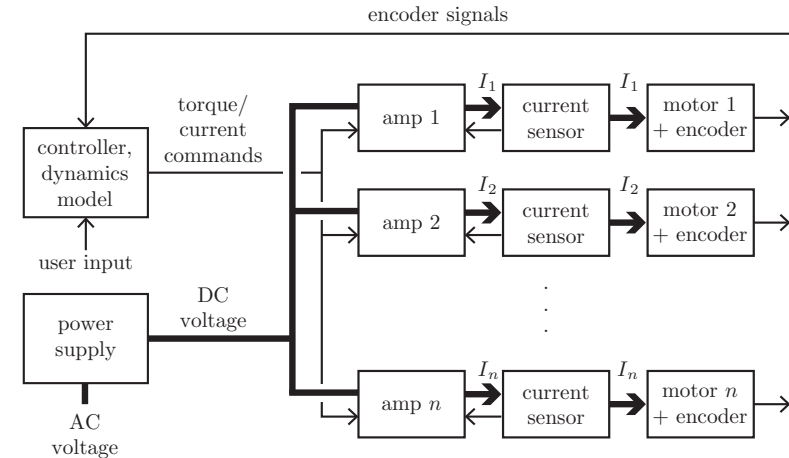 encoder signals
torque/
current
commands
controller,
dynamics
model
user input
I₁
I₁
amp 1
current
sensor
motor 1
+ encoder
I₂
I₂
amp 2
current
sensor
motor 2
+ encoder
DC
voltage
power
supply
AC
voltage
.
.
.
Iₙ
Iₙ
amp n
current
sensor
motor n
+ encoder